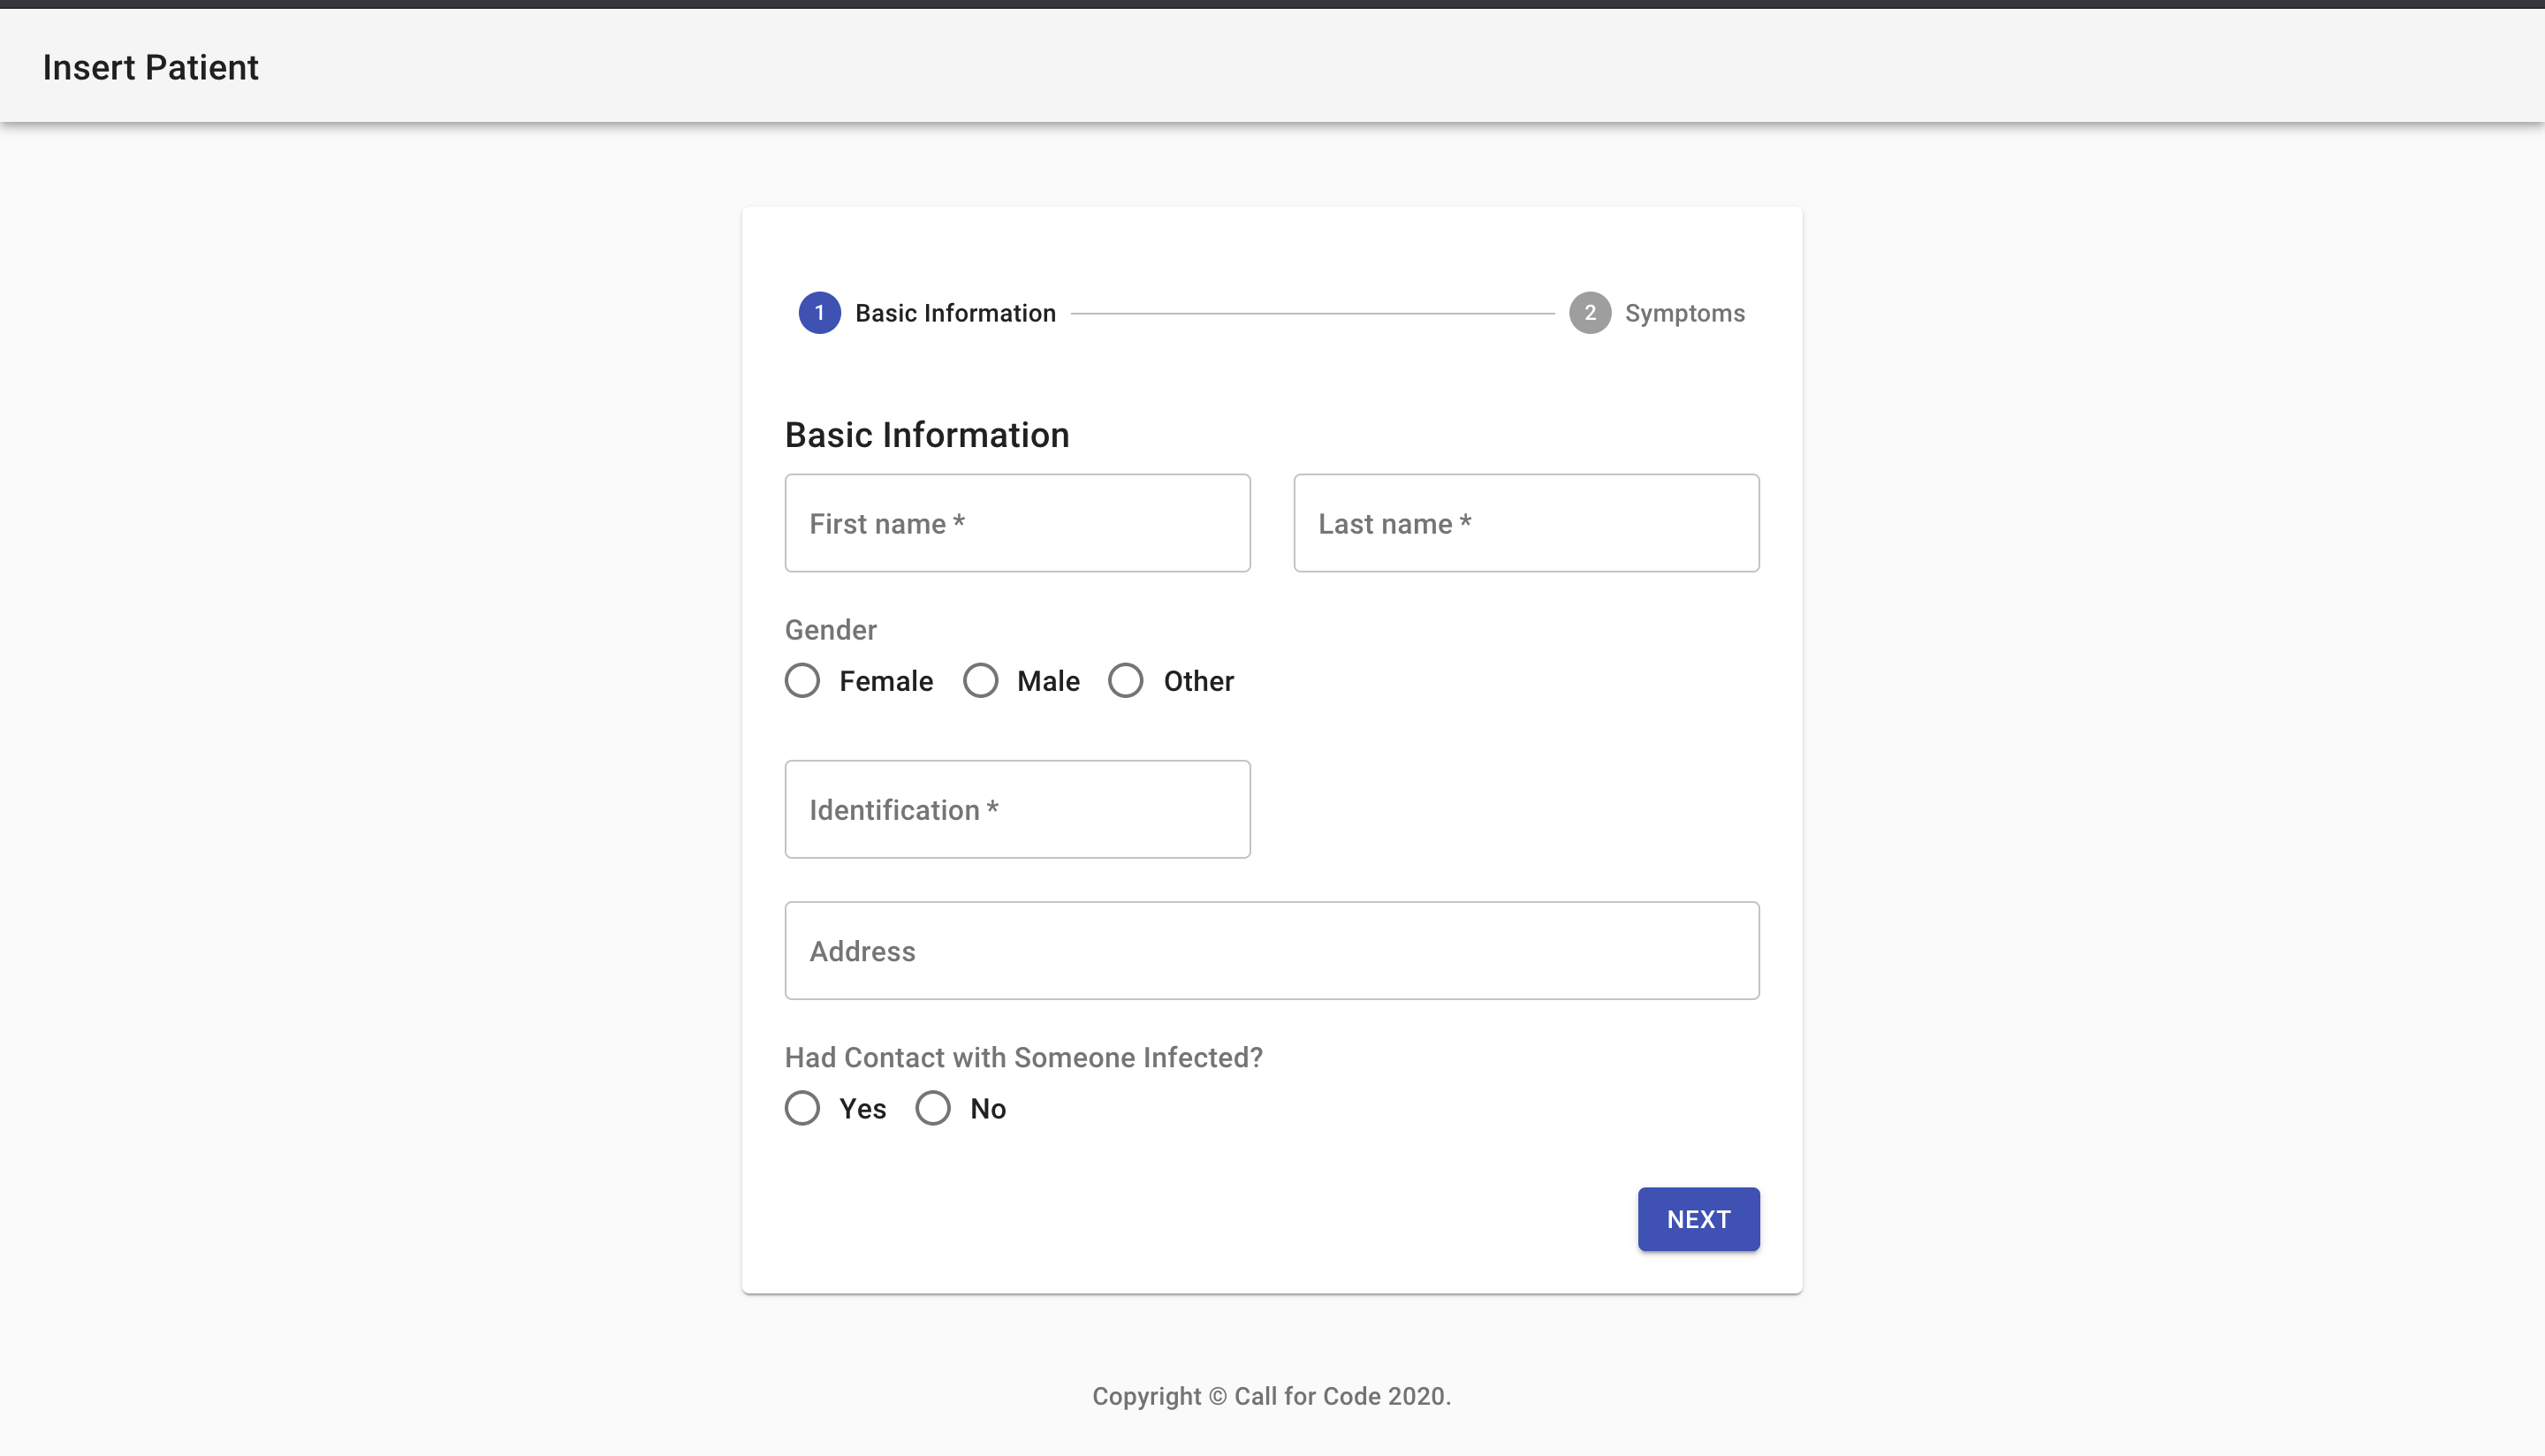 Insert Patient
1 Basic Information 2 Symptoms
Basic Information
First name * Last name *
Gender
Female Male Other
Identification *
Address
Had Contact with Someone Infected?
Yes No
NEXT
Copyright © Call for Code 2020.